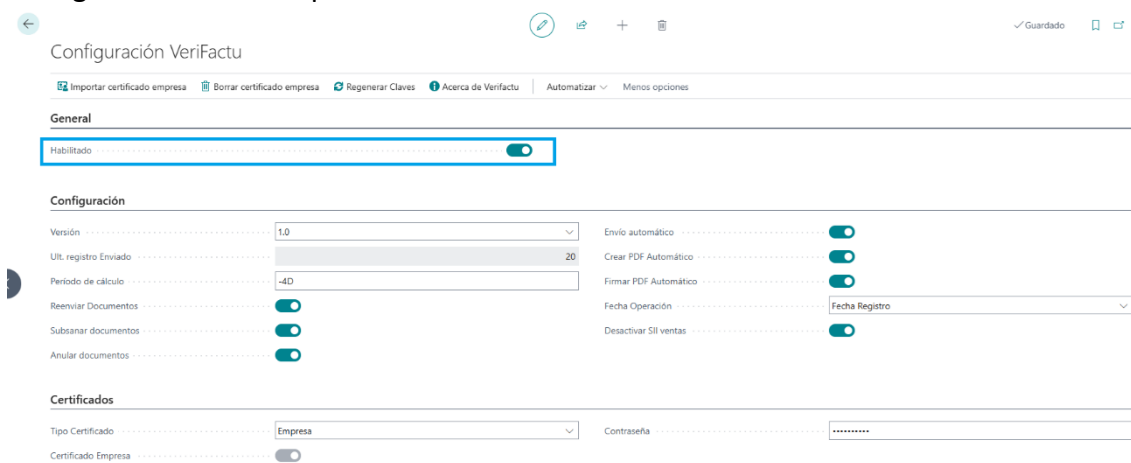 Guardado
Configuración VeriFactu
Importar certificado empresa Borrar certificado empresa Regenerar Claves Acerca de Verifactu Automatizar Menos opciones
General
Habilitado
Configuración
Versión 1.0 Envío automático
Ult. registro Enviado 20 Crear PDF Automático
Período de cálculo -4D Firmar PDF Automático
Reenviar Documentos Fecha Operación Fecha Registro
Subsanar documentos Desactivar SII ventas
Anular documentos
Certificados
Tipo Certificado Empresa Contraseña ••••••••••
Certificado Empresa